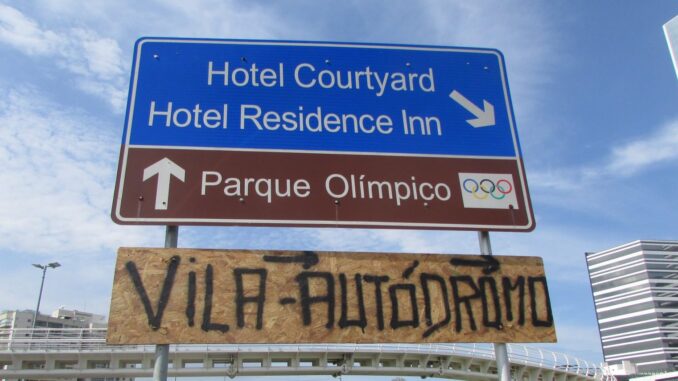 Hotel Courtyard
Hotel Residence Inn
Parque Olímpico
VILA-AUTÓDROMO